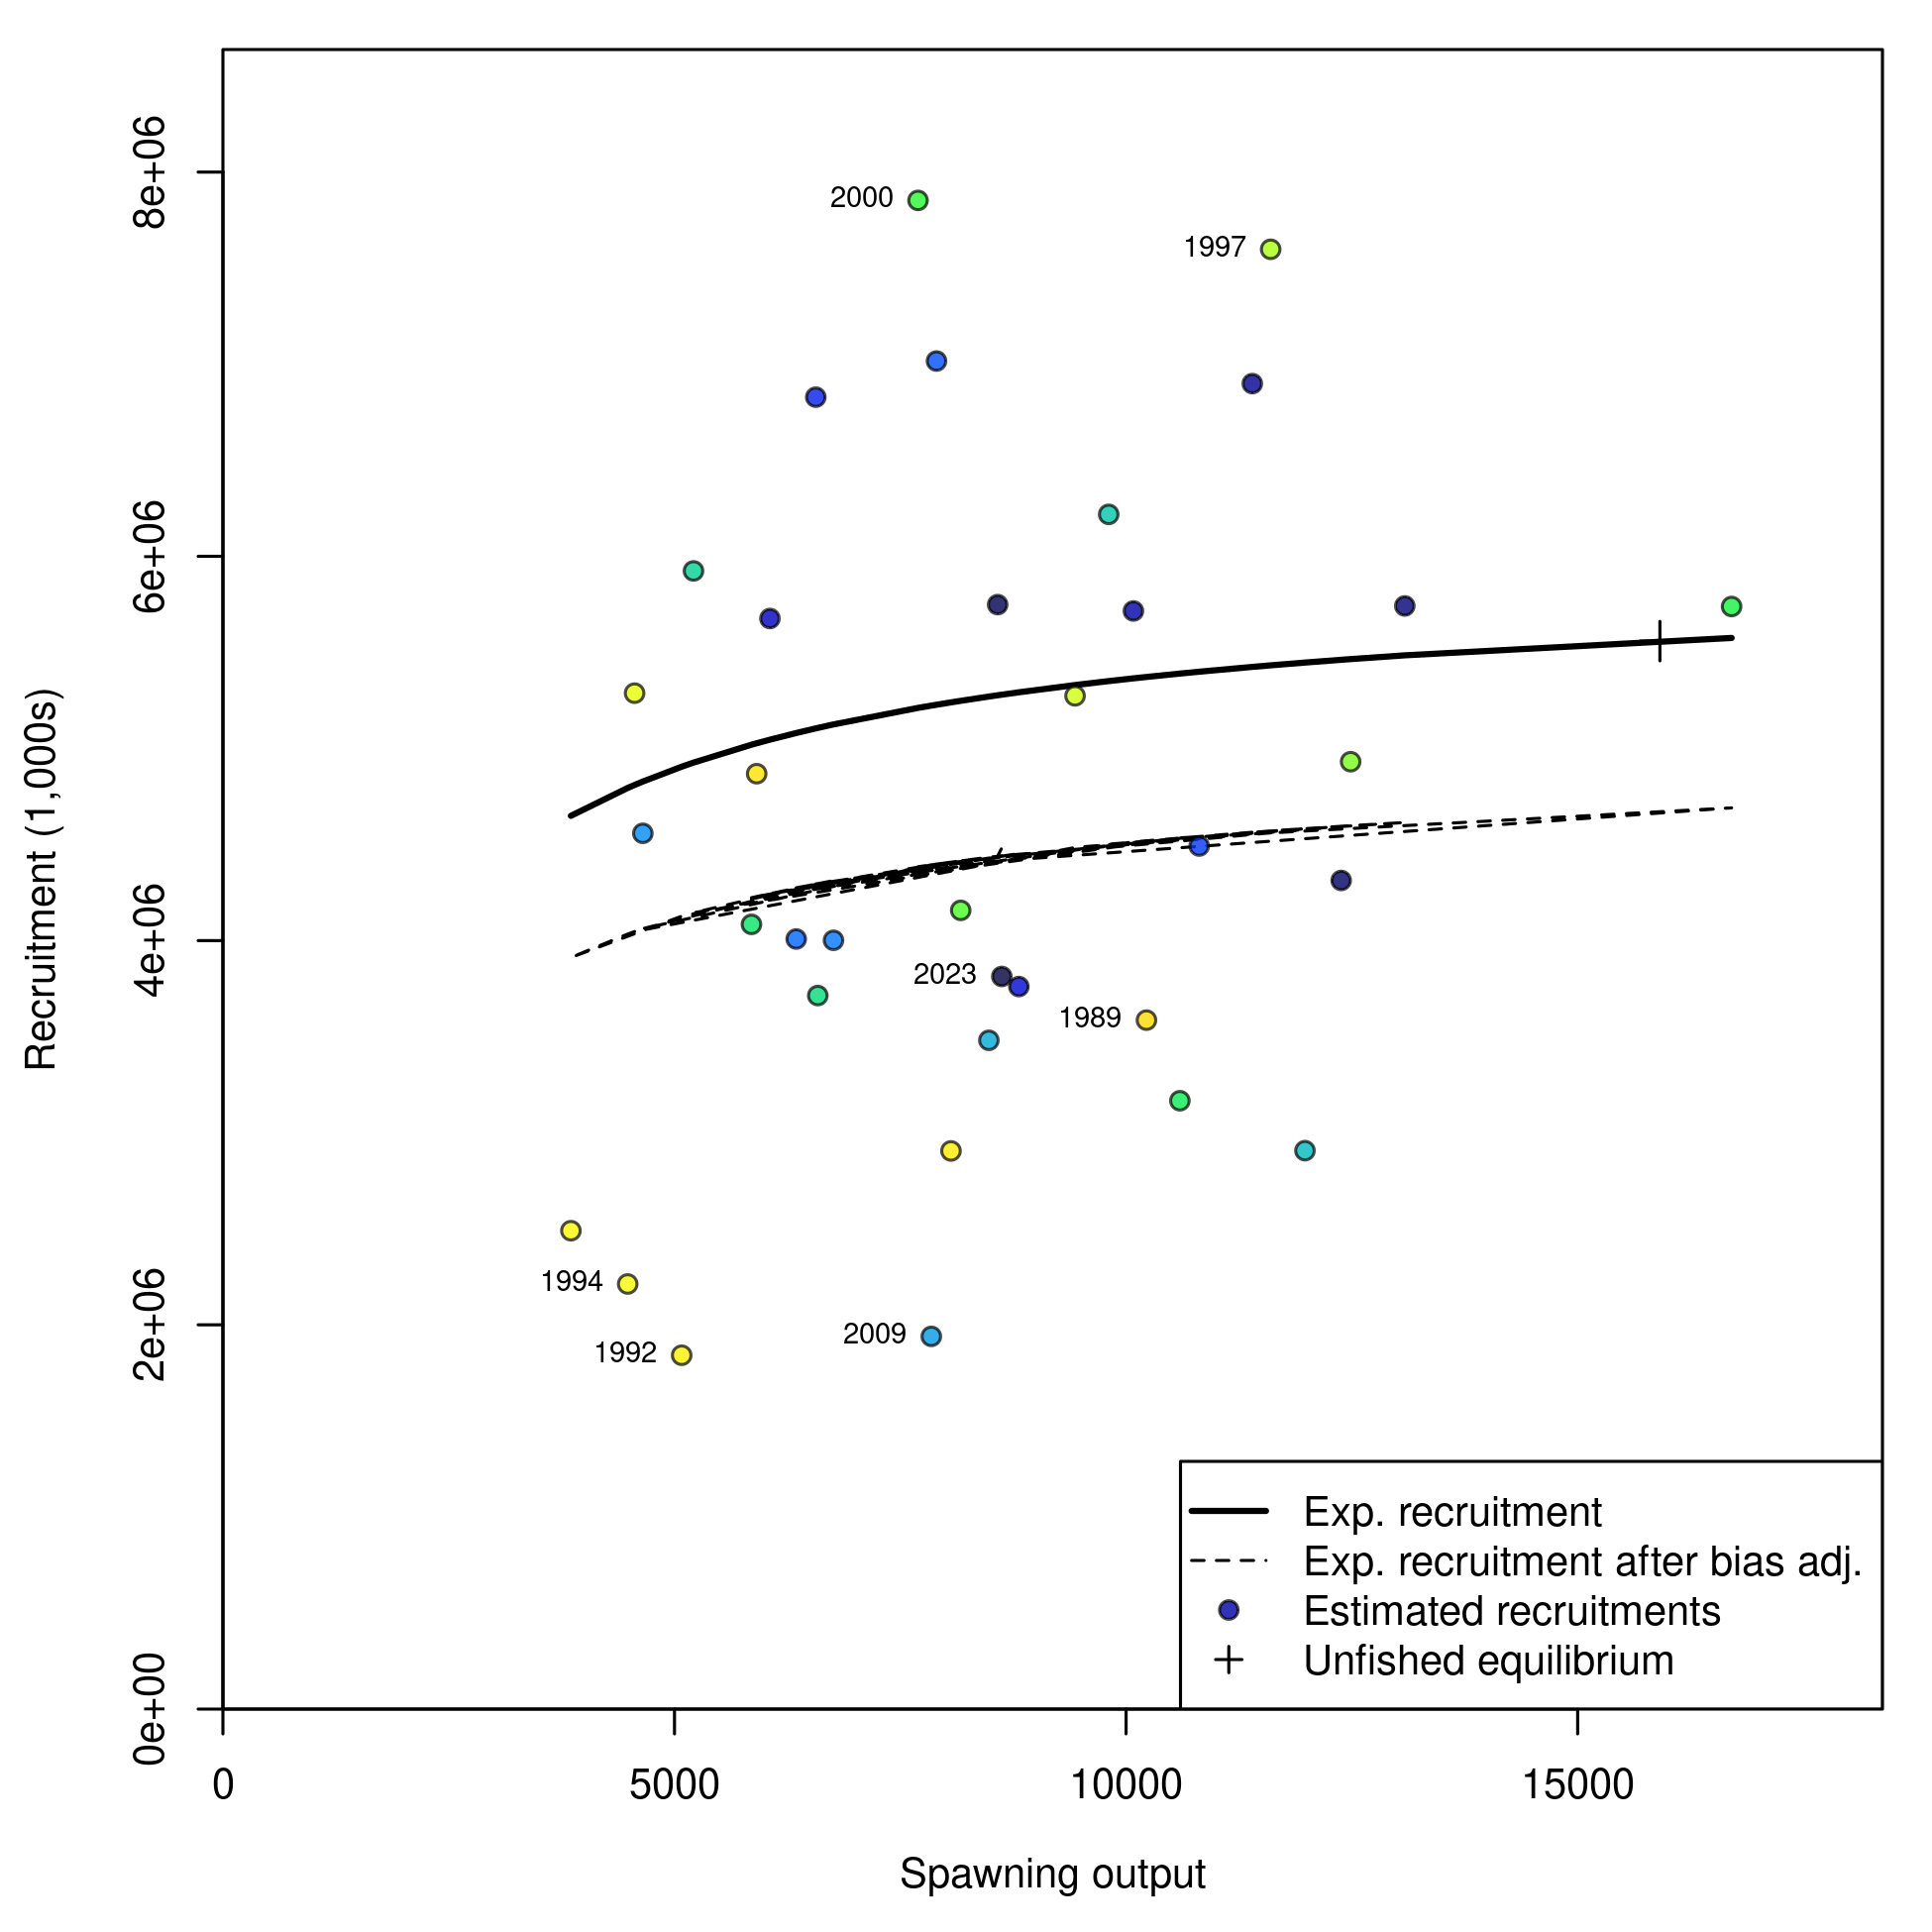 8e+06
6e+06
4e+06
2e+06
0e+00
Recruitment (1,000s)
2000
1997
2023
1989
1994
1992
2009
Exp. recruitment
Exp. recruitment after bias adj.
Estimated recruitments
Unfished equilibrium
0 5000 10000 15000
Spawning output